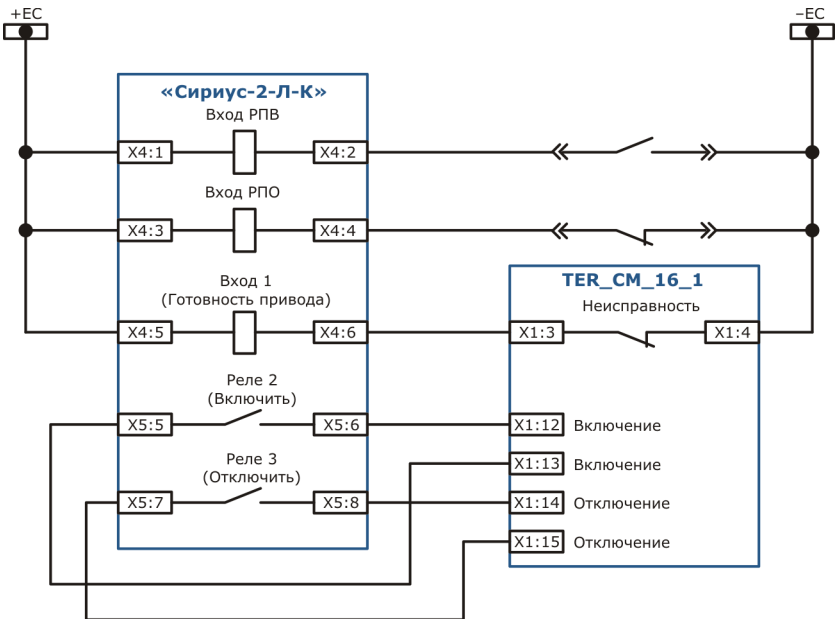 +EC
–EC
«Сириус-2-Л-К»
Вход РПВ
X4:1
X4:2
Вход РПО
X4:3
X4:4
Вход 1
(Готовность привода)
X4:5
X4:6
TER_CM_16_1
Неисправность
X1:3
X1:4
Реле 2
(Включить)
X5:5
X5:6
X1:12 Включение
X1:13 Включение
Реле 3
(Отключить)
X5:7
X5:8
X1:14 Отключение
X1:15 Отключение